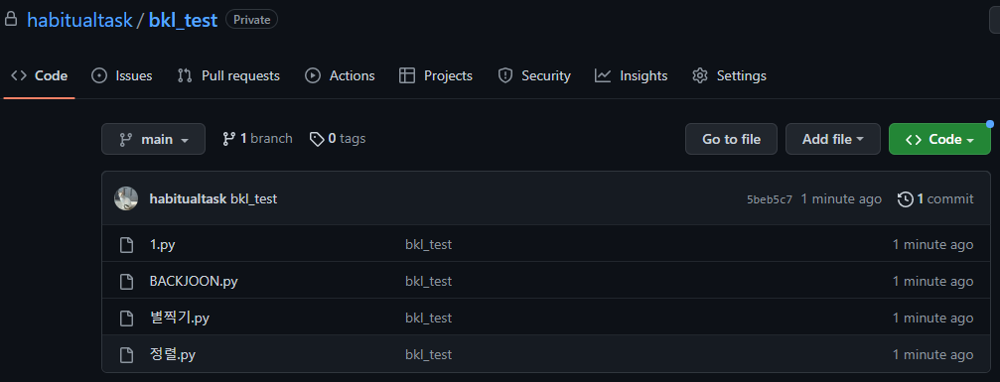 habitualtask / bkl_test Private
Code Issues Pull requests Actions Projects Security Insights Settings
main 1 branch 0 tags Go to file Add file Code
habitualtask bkl_test 5beb5c7 1 minute ago 1 commit
1.py bkl_test 1 minute ago
BACKJOON.py bkl_test 1 minute ago
별찍기.py bkl_test 1 minute ago
정렬.py bkl_test 1 minute ago